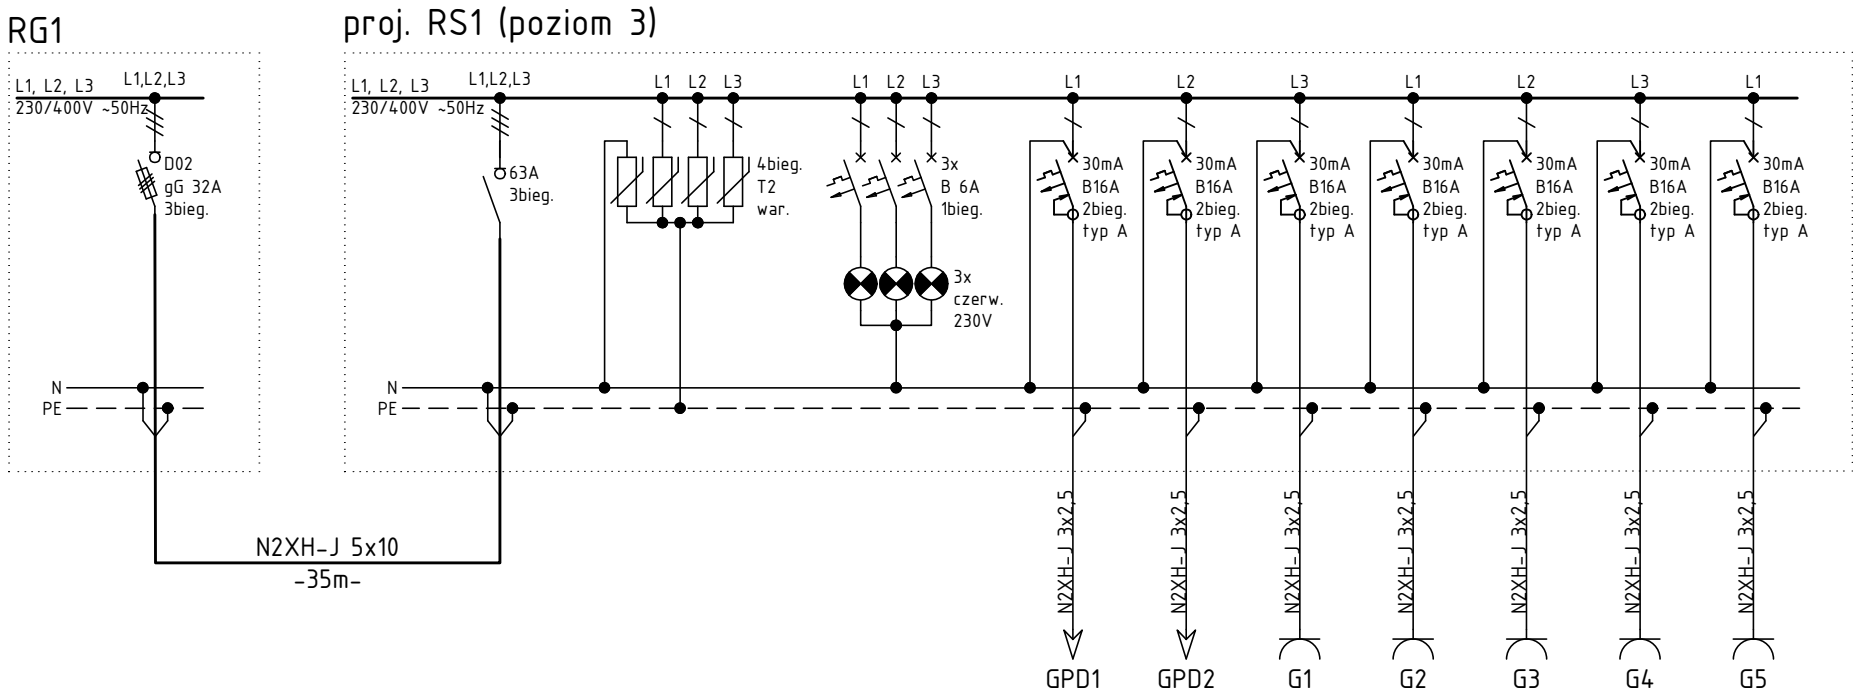 RG1
L1, L2, L3
L1,L2,L3
230/400V ~50Hz
D02
gG 32A
3bieg.
N
PE
N2XH-J 5x10
-35m-
proj. RS1 (poziom 3)
L1, L2, L3
L1,L2,L3
230/400V ~50Hz
63A
3bieg.
N
PE
L1
L2
L3
4bieg.
T2
war.
L1
L2
L3
3x
B 6A
1bieg.
3x
czerw.
230V
L1
30mA
B16A
2bieg.
typ A
N2XH-J 3x2,5
GPD1
L2
30mA
B16A
2bieg.
typ A
N2XH-J 3x2,5
GPD2
L3
30mA
B16A
2bieg.
typ A
N2XH-J 3x2,5
G1
L1
30mA
B16A
2bieg.
typ A
N2XH-J 3x2,5
G2
L2
30mA
B16A
2bieg.
typ A
N2XH-J 3x2,5
G3
L3
30mA
B16A
2bieg.
typ A
N2XH-J 3x2,5
G4
L1
30mA
B16A
2bieg.
typ A
N2XH-J 3x2,5
G5